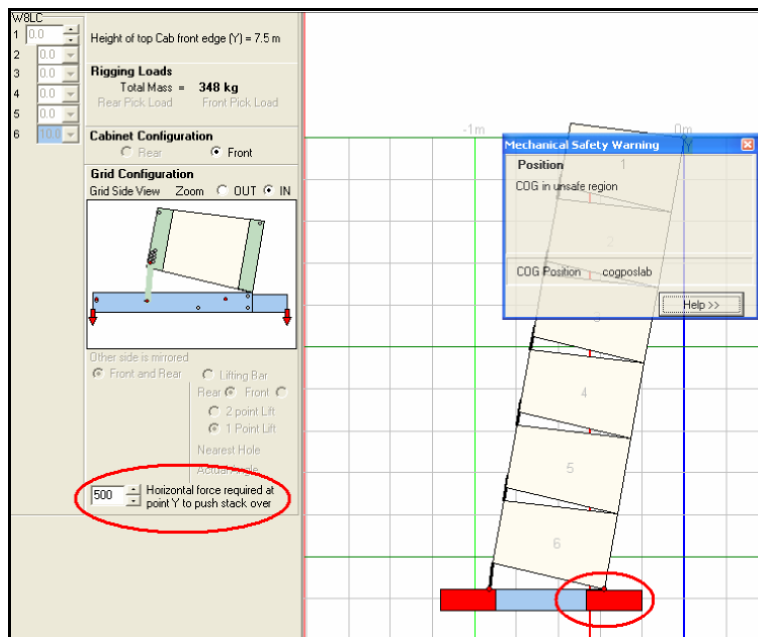 W8LC
1 0.0
2 0.0
3 0.0
4 0.0
5 0.0
6 10.0
Height of top Cab front edge (Y) = 7.5 m
Rigging Loads
Total Mass = 348 kg
Rear Pick Load Front Pick Load
Cabinet Configuration
Rear Front
Grid Configuration
Grid Side View Zoom OUT IN
Other side is mirrored
Front and Rear Lifting Bar
Rear Front
2 point Lift
1 Point Lift
Nearest Hole
Actual Angle
500 Horizontal force required at
point Y to push stack over
-1m 0m
Y
Mechanical Safety Warning
Position
COG in unsafe region
COG Position cogposlab
Help >>
1
2
3
4
5
6